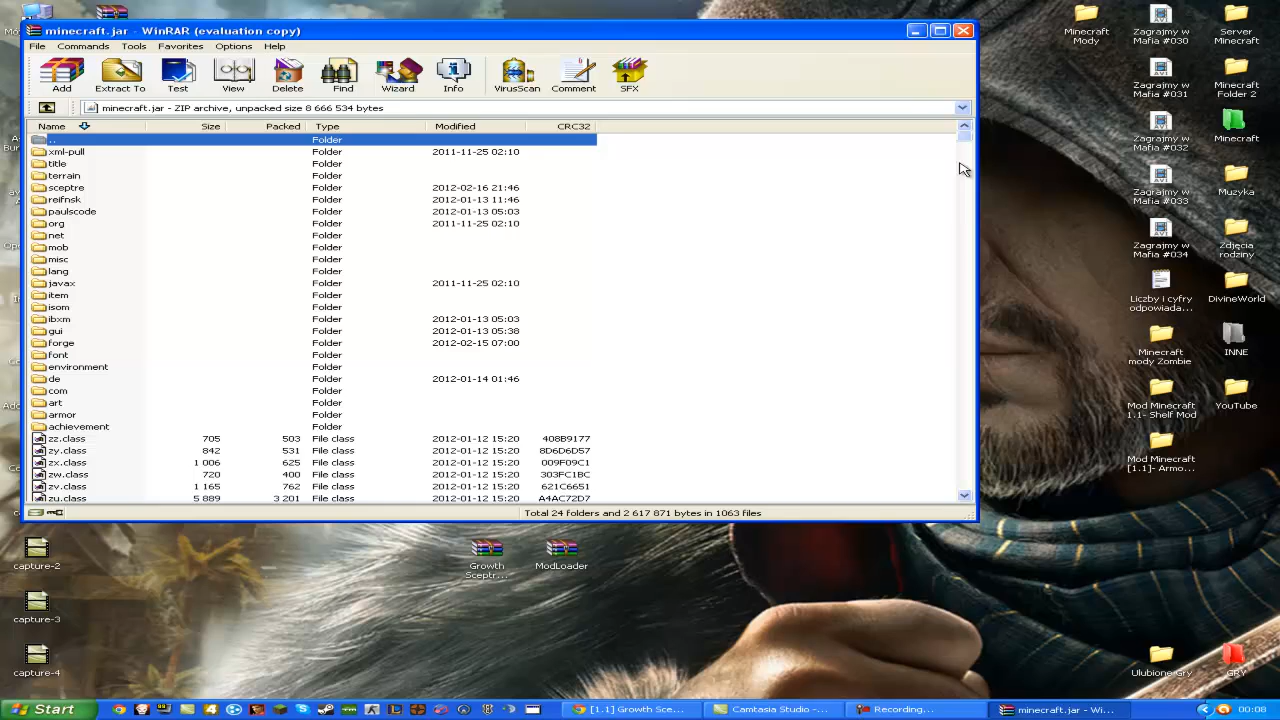 minecraft.jar - WinRAR (evaluation copy)
File Commands Tools Favorites Options Help
Add Extract To Test View Delete Find Wizard Info VirusScan Comment SFX
minecraft.jar - ZIP archive, unpacked size 8 666 534 bytes
Name Size Packed Type Modified CRC32
.. Folder
xml-pull Folder 2011-11-25 02:10
title Folder
terrain Folder
sceptre Folder 2012-02-16 21:46
reifnsk Folder 2012-01-13 11:46
paulscode Folder 2012-01-13 05:03
org Folder 2011-11-25 02:10
net Folder
mob Folder
misc Folder
lang Folder
javax Folder 2011-11-25 02:10
item Folder
isom Folder
ibxm Folder 2012-01-13 05:03
gui Folder 2012-01-13 05:38
forge Folder 2012-02-15 07:00
font Folder
environment Folder
de Folder 2012-01-14 01:46
com Folder
art Folder
armor Folder
achievement Folder
zz.class 705 503 File class 2012-01-12 15:20 408B9177
zy.class 842 531 File class 2012-01-12 15:20 8D6D6D57
zx.class 1 006 625 File class 2012-01-12 15:20 009F09C1
zw.class 720 400 File class 2012-01-12 15:20 303FC1BC
zv.class 1 165 762 File class 2012-01-12 15:20 621C6651
zu.class 5 889 3 201 File class 2012-01-12 15:20 A4AC72D7
Total 24 folders and 2 617 871 bytes in 1063 files
Minecraft Mody
Zagrajmy w Mafia #030
Server Minecraft
Zagrajmy w Mafia #031
Minecraft Folder 2
Zagrajmy w Mafia #032
Minecraft
Zagrajmy w Mafia #033
Muzyka
Zagrajmy w Mafia #034
Zdjęcia rodziny
Liczby i cyfry odpowiada...
DivineWorld
Minecraft mody Zombie
INNE
Mod Minecraft 1.1- Shelf Mod
YouTube
Mod Minecraft [1.1]- Armo...
capture-2
capture-3
capture-4
Growth Sceptr...
ModLoader
Ulubione Gry
GRY
Start
[1.1] Growth Sce...
Camtasia Studio -...
Recording...
minecraft.jar - Wi...
00:08